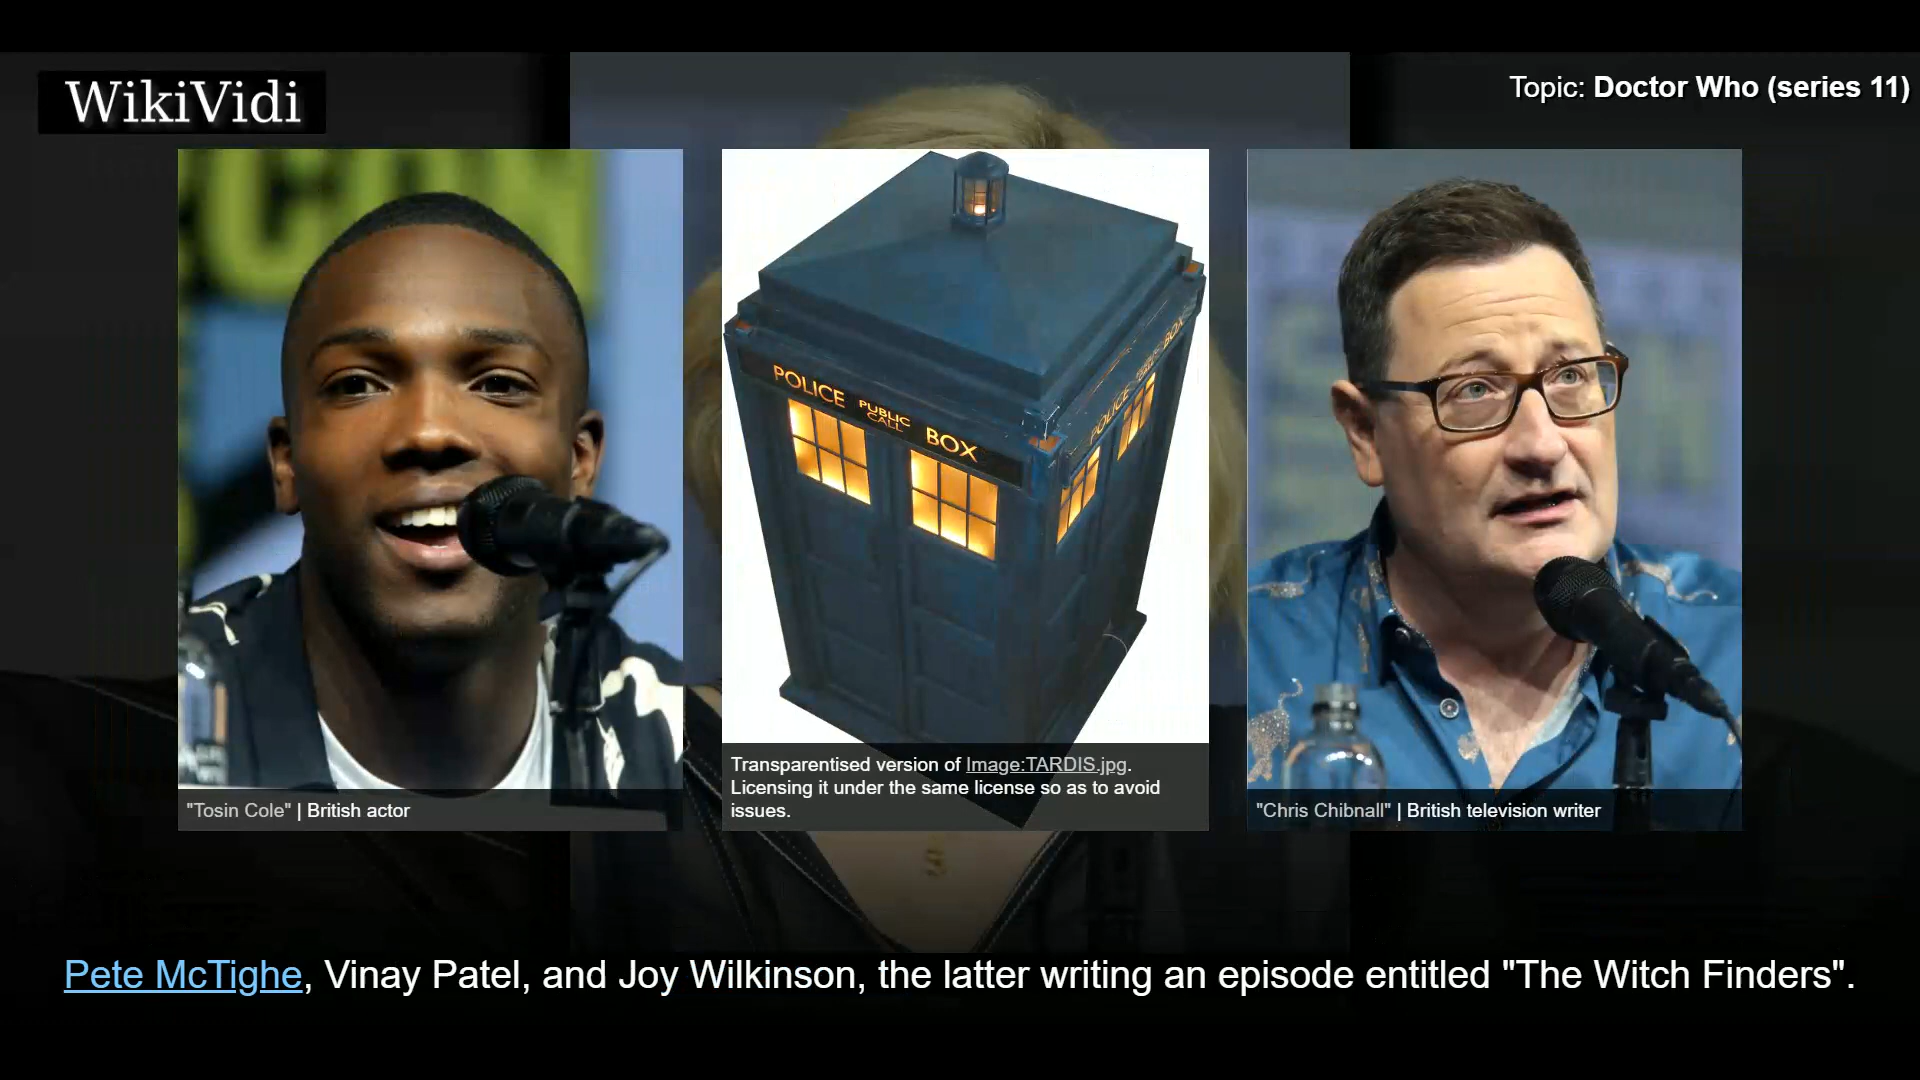 WikiVidi
Topic: Doctor Who (series 11)
POLICE PUBLIC CALL BOX
POLICE BOX
"Tosin Cole" | British actor
Transparentised version of Image:TARDIS.jpg.
Licensing it under the same license so as to avoid
issues.
"Chris Chibnall" | British television writer
Pete McTighe, Vinay Patel, and Joy Wilkinson, the latter writing an episode entitled "The Witch Finders".